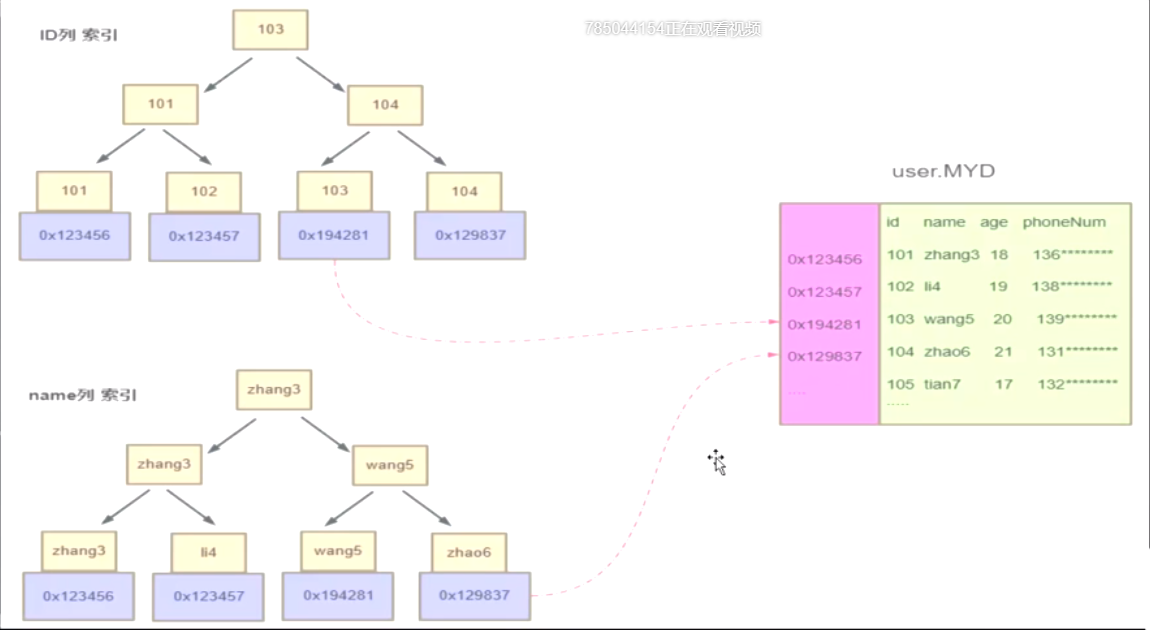 785044154正在观看视频
ID列 索引
103
101
104
101
102
103
104
0x123456
0x123457
0x194281
0x129837
user.MYD
id name age phoneNum
0x123456 101 zhang3 18 136********
0x123457 102 li4 19 138********
0x194281 103 wang5 20 139********
0x129837 104 zhao6 21 131********
.... 105 tian7 17 132********
.....
name列 索引
zhang3
zhang3
wang5
zhang3
li4
wang5
zhao6
0x123456
0x123457
0x194281
0x129837